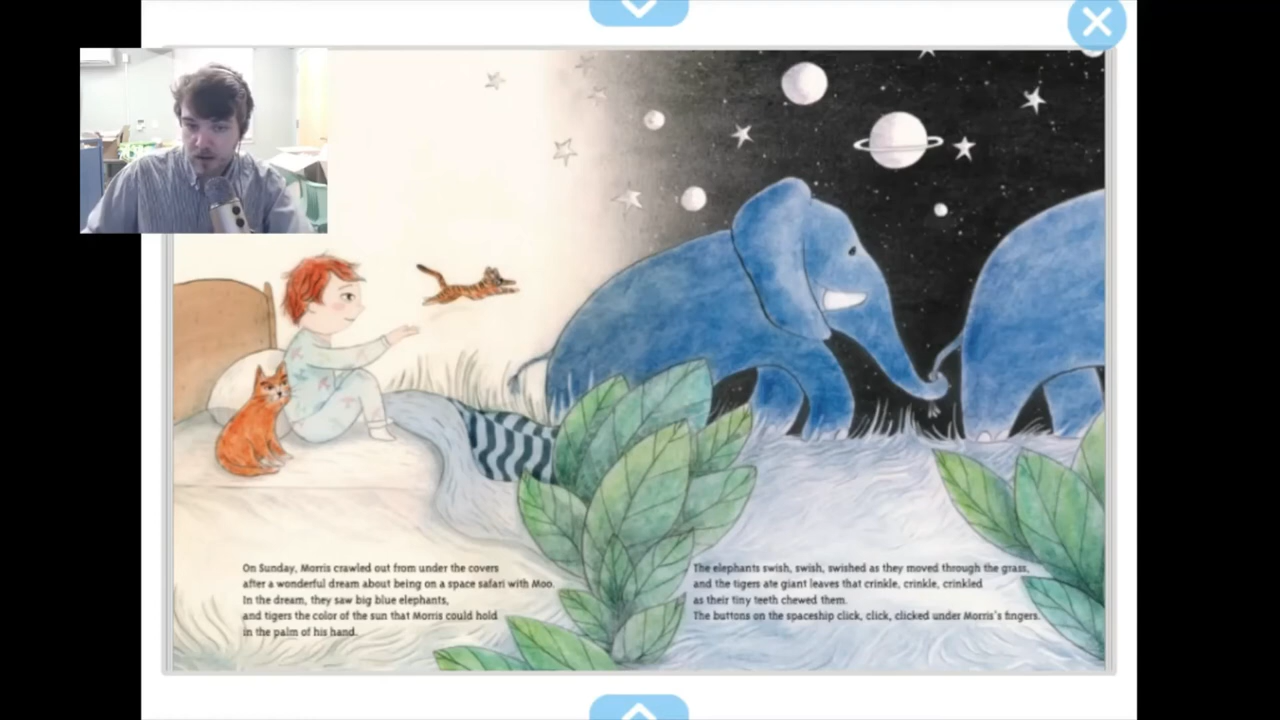 On Sunday, Morris crawled out from under the covers
after a wonderful dream about being on a space safari with Moo.
In the dream, they saw big blue elephants,
and tigers the color of the sun that Morris could hold
in the palm of his hand.
The elephants swish, swish, swished as they moved through the grass,
and the tigers ate giant leaves that crinkle, crinkle, crinkled
as their tiny teeth chewed them.
The buttons on the spaceship click, click, clicked under Morris's fingers.